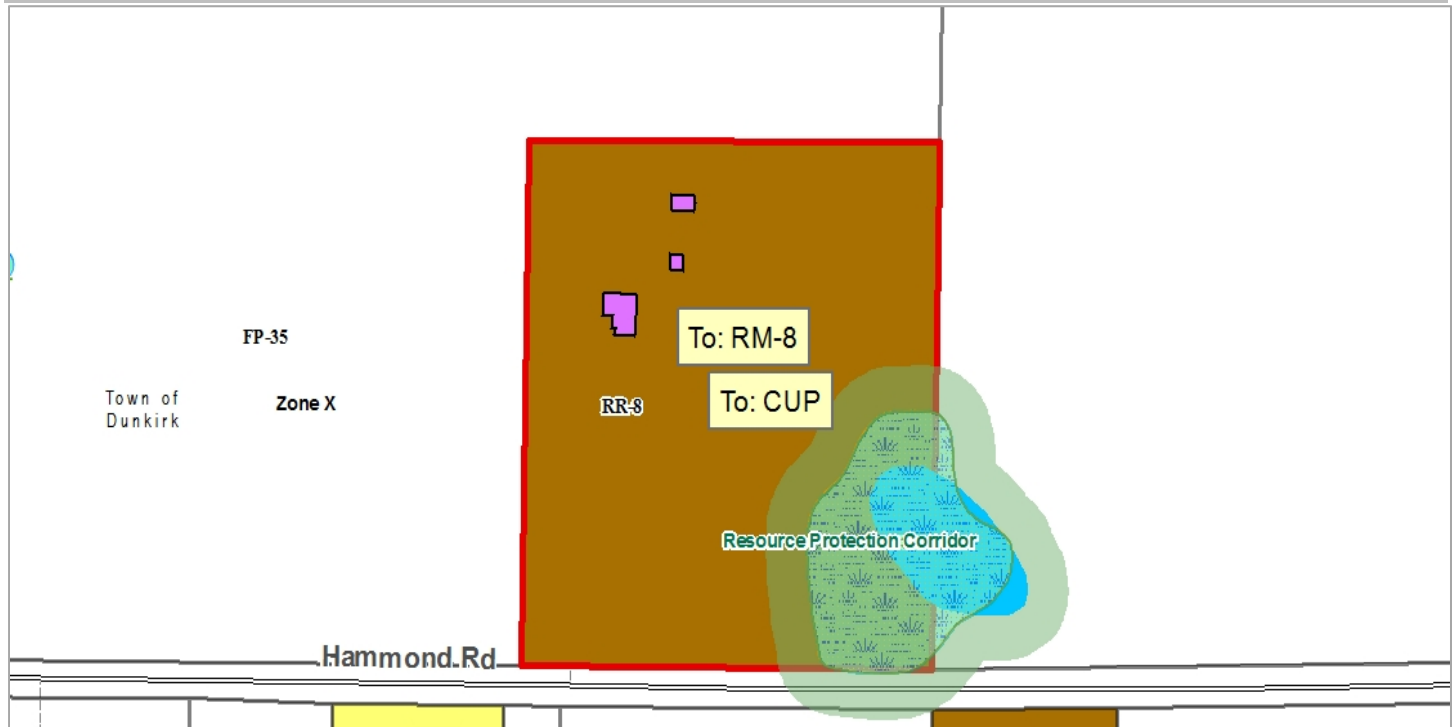 To: RM-8
FP-35
To: CUP
Town of
Dunkirk
Zone X
RR-8
Resource Protection Corridor
Hammond Rd